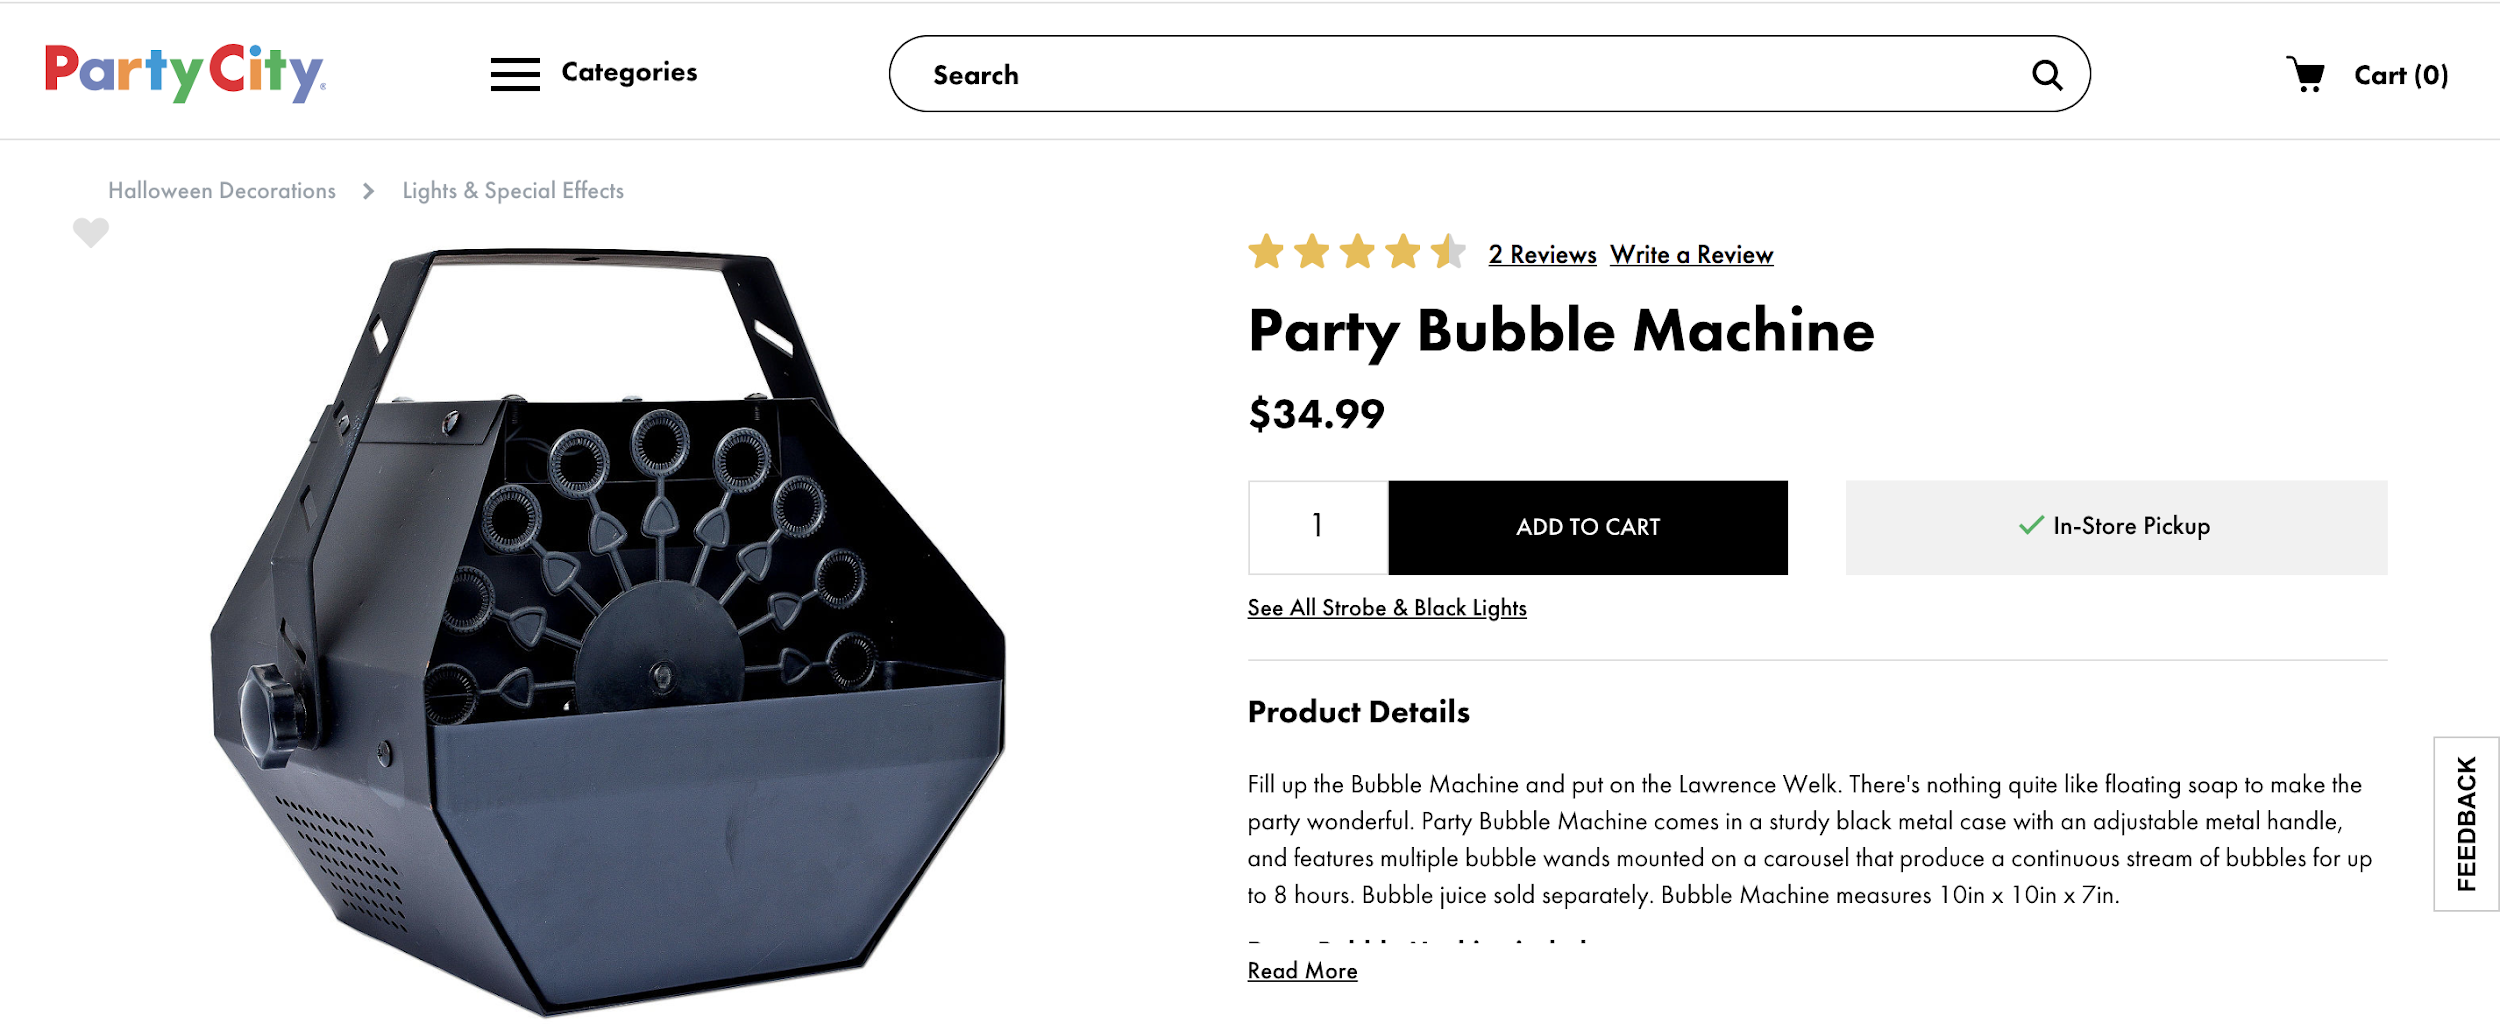 PartyCity
Categories
Search
Cart (0)
Halloween Decorations
Lights & Special Effects
2 Reviews Write a Review
Party Bubble Machine
$34.99
1
ADD TO CART
In-Store Pickup
See All Strobe & Black Lights
Product Details
Fill up the Bubble Machine and put on the Lawrence Welk. There's nothing quite like floating soap to make the
party wonderful. Party Bubble Machine comes in a sturdy black metal case with an adjustable metal handle,
and features multiple bubble wands mounted on a carousel that produce a continuous stream of bubbles for up
to 8 hours. Bubble juice sold separately. Bubble Machine measures 10in x 10in x 7in.
Read More
FEEDBACK